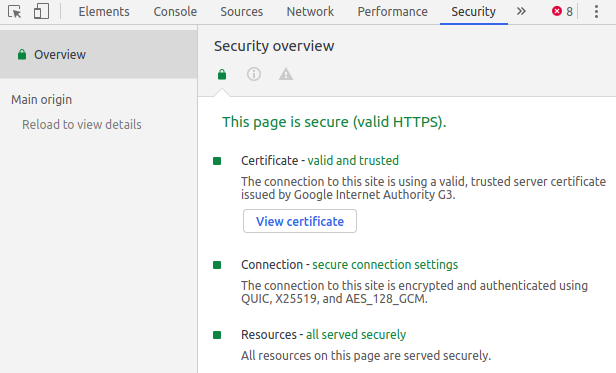 Elements Console Sources Network Performance Security » 8
Overview
Main origin
Reload to view details
Security overview
This page is secure (valid HTTPS).
Certificate - valid and trusted
The connection to this site is using a valid, trusted server certificate
issued by Google Internet Authority G3.
View certificate
Connection - secure connection settings
The connection to this site is encrypted and authenticated using
QUIC, X25519, and AES_128_GCM.
Resources - all served securely
All resources on this page are served securely.